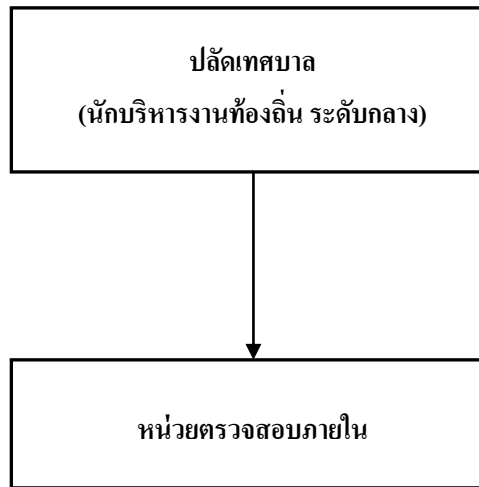 ปลัดเทศบาล
(นักบริหารงานท้องถิ่น ระดับกลาง)
หน่วยตรวจสอบภายใน